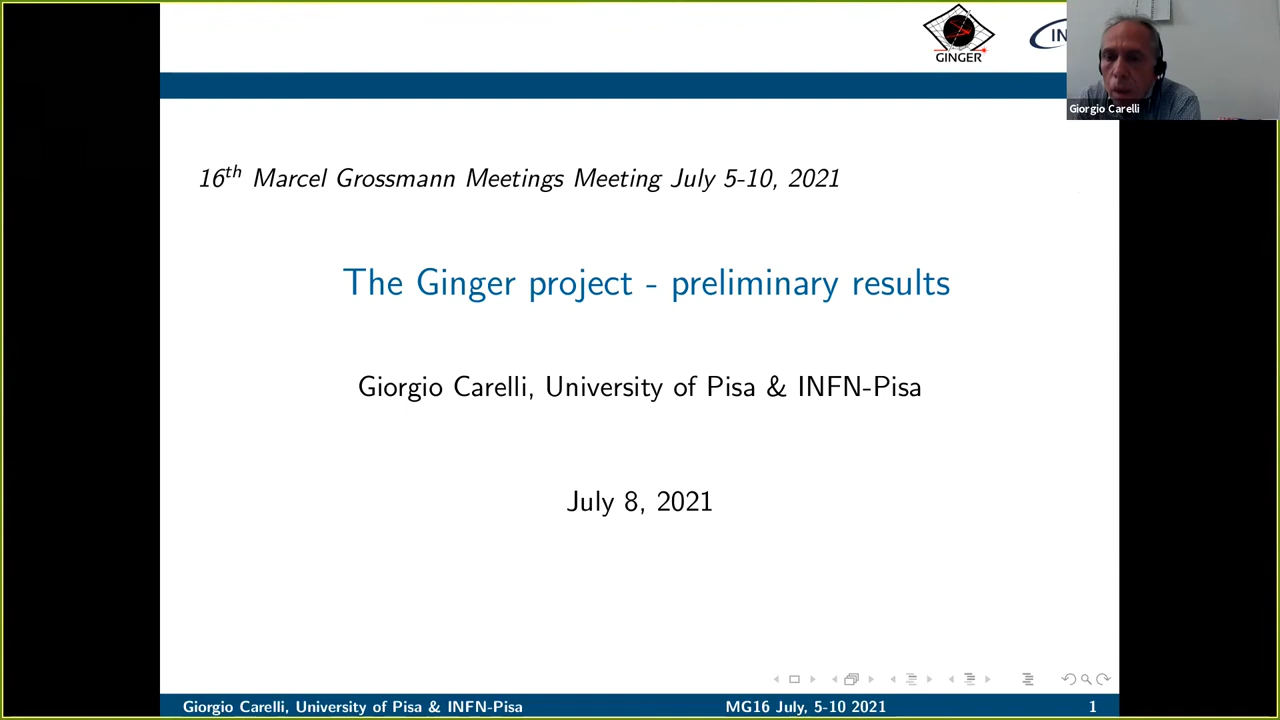 GINGER
IN
Giorgio Carelli
16th Marcel Grossmann Meetings Meeting July 5-10, 2021
The Ginger project - preliminary results
Giorgio Carelli, University of Pisa & INFN-Pisa
July 8, 2021
Giorgio Carelli, University of Pisa & INFN-Pisa MG16 July, 5-10 2021 1